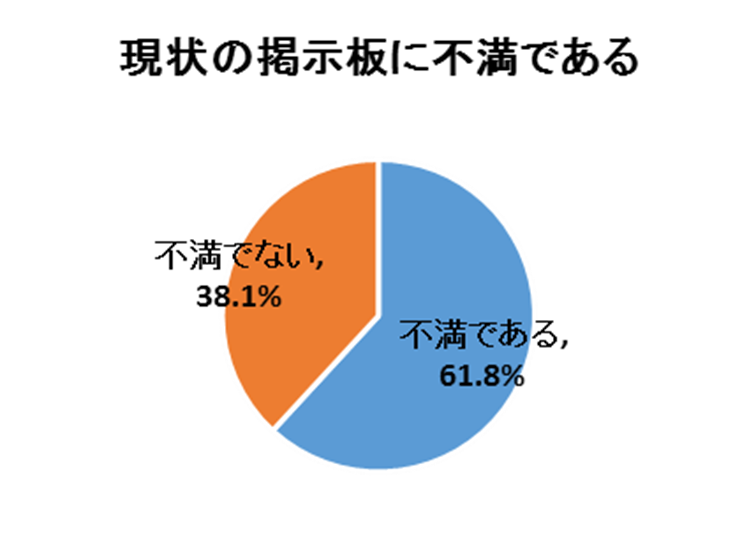 現状の掲示板に不満である
不満でない,
38.1%
不満である,
61.8%